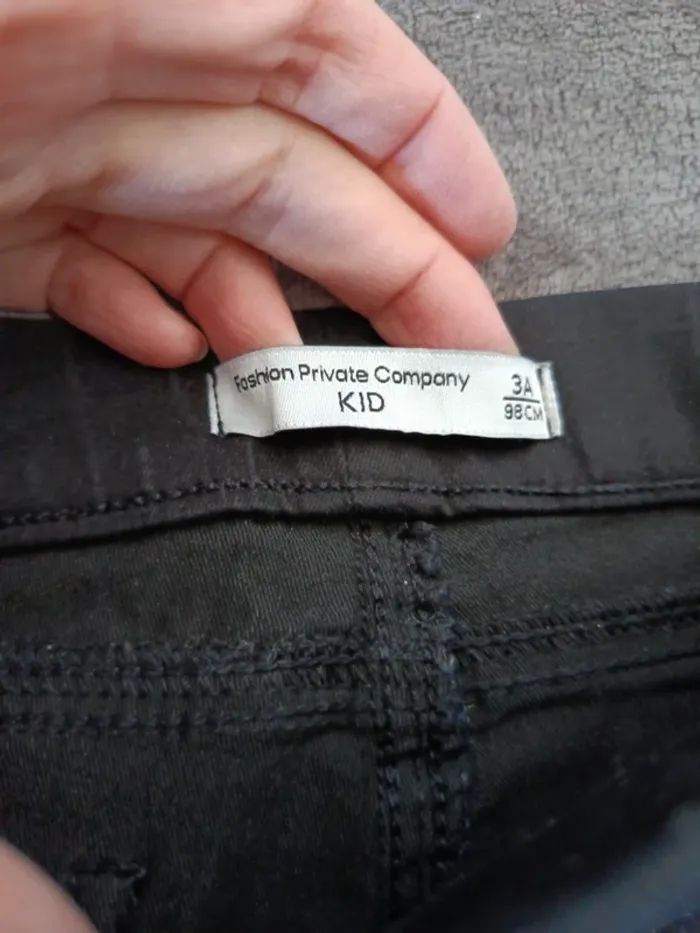 Fashion Private Company
KID
3A
98CM